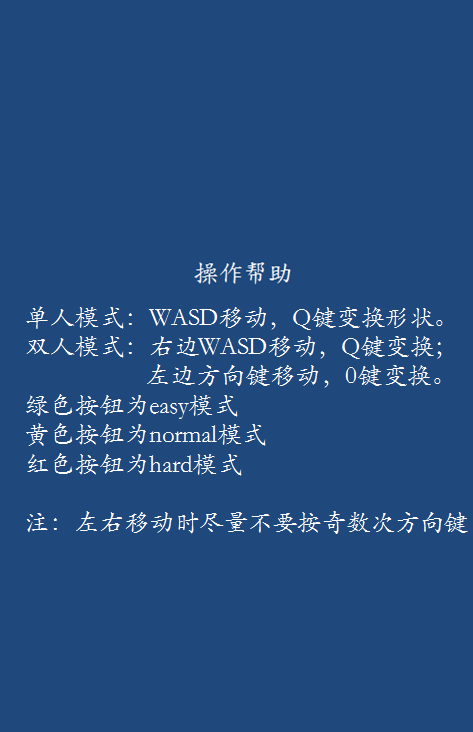 操作帮助
单人模式：WASD移动，Q键变换形状。
双人模式：右边WASD移动，Q键变换；
左边方向键移动，0键变换。
绿色按钮为easy模式
黄色按钮为normal模式
红色按钮为hard模式
注：左右移动时尽量不要按奇数次方向键